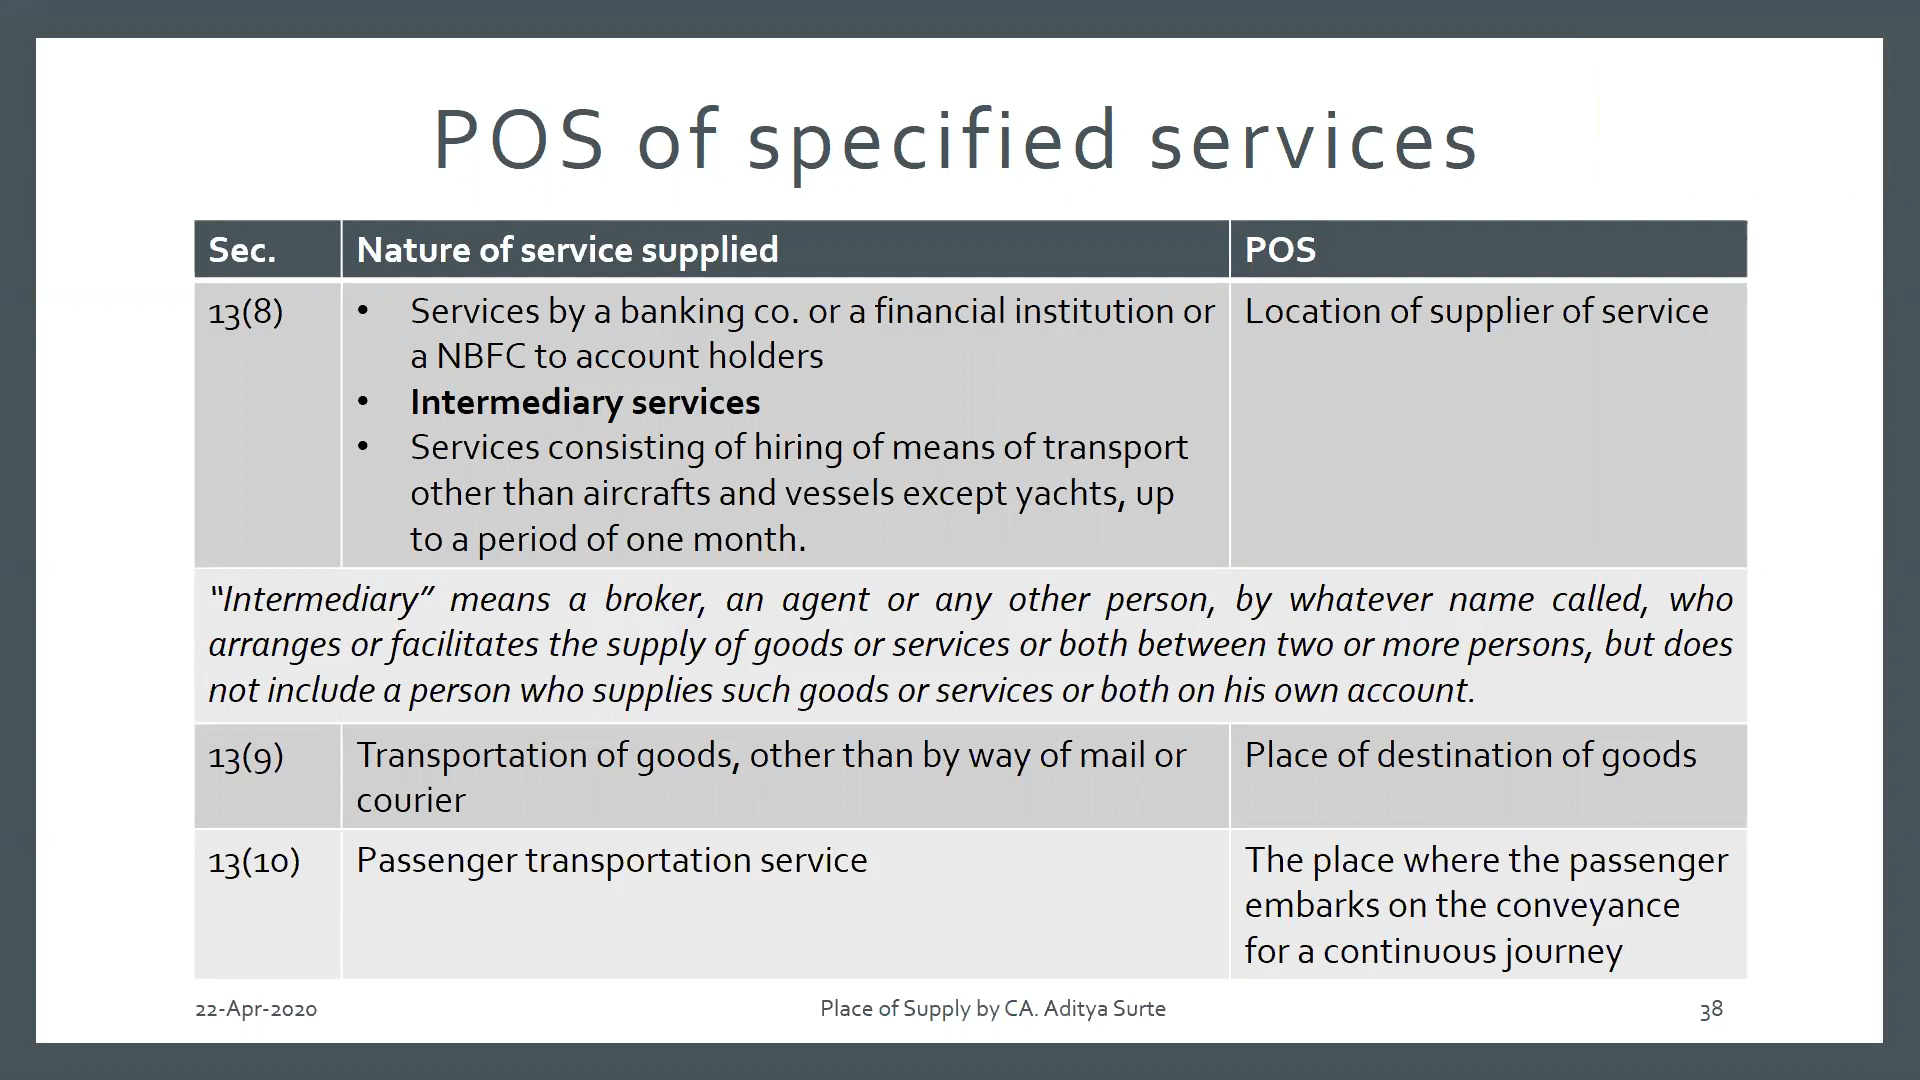 POS of specified services
Sec. Nature of service supplied POS
13(8) • Services by a banking co. or a financial institution or Location of supplier of service
a NBFC to account holders
• Intermediary services
• Services consisting of hiring of means of transport
other than aircrafts and vessels except yachts, up
to a period of one month.
“Intermediary” means a broker, an agent or any other person, by whatever name called, who
arranges or facilitates the supply of goods or services or both between two or more persons, but does
not include a person who supplies such goods or services or both on his own account.
13(9) Transportation of goods, other than by way of mail or Place of destination of goods
courier
13(10) Passenger transportation service The place where the passenger
embarks on the conveyance
for a continuous journey
22-Apr-2020 Place of Supply by CA. Aditya Surte 38